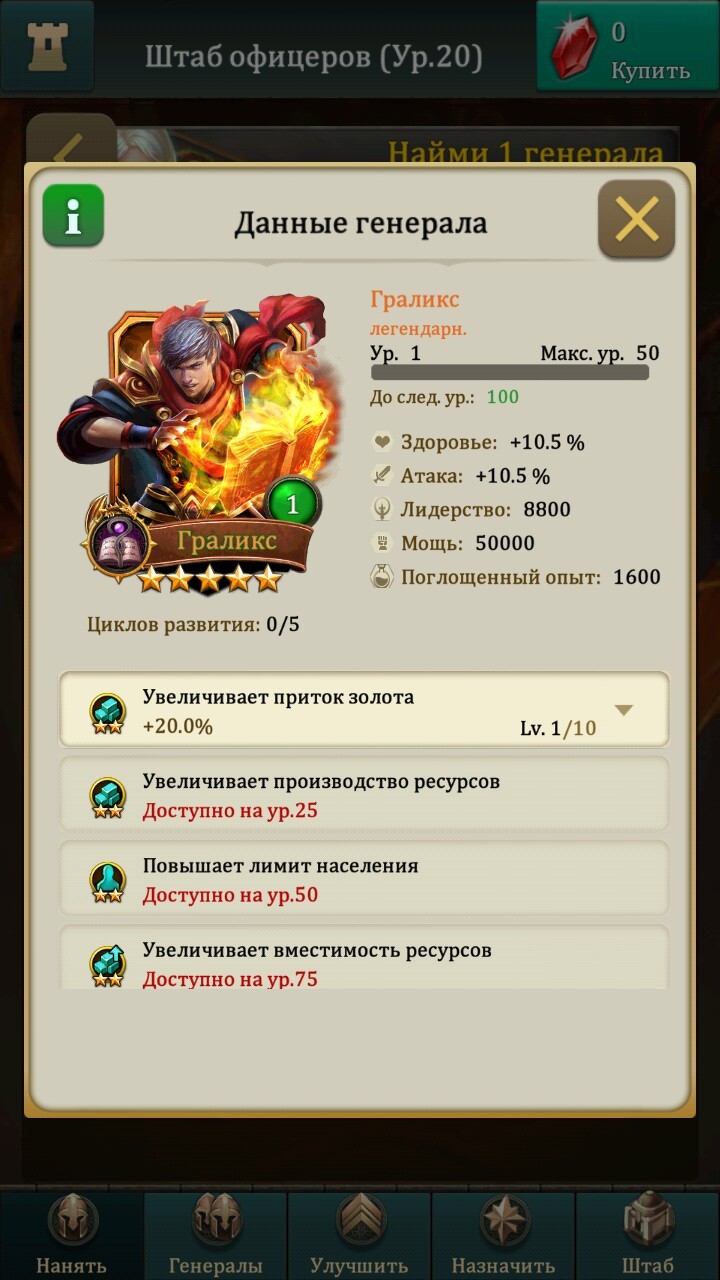 Штаб офицеров (Ур.20)
0
Купить
Найми 1 генерала
Данные генерала
Граликс
легендарн.
Ур. 1 Макс. ур. 50
До след. ур.: 100
Здоровье: +10.5 %
Атака: +10.5 %
Лидерство: 8800
Мощь: 50000
Поглощенный опыт: 1600
1
Граликс
Циклов развития: 0/5
Увеличивает приток золота
+20.0%
Lv. 1/10
Увеличивает производство ресурсов
Доступно на ур.25
Повышает лимит населения
Доступно на ур.50
Увеличивает вместимость ресурсов
Доступно на ур.75
Нанять Генералы Улучшить Назначить Штаб